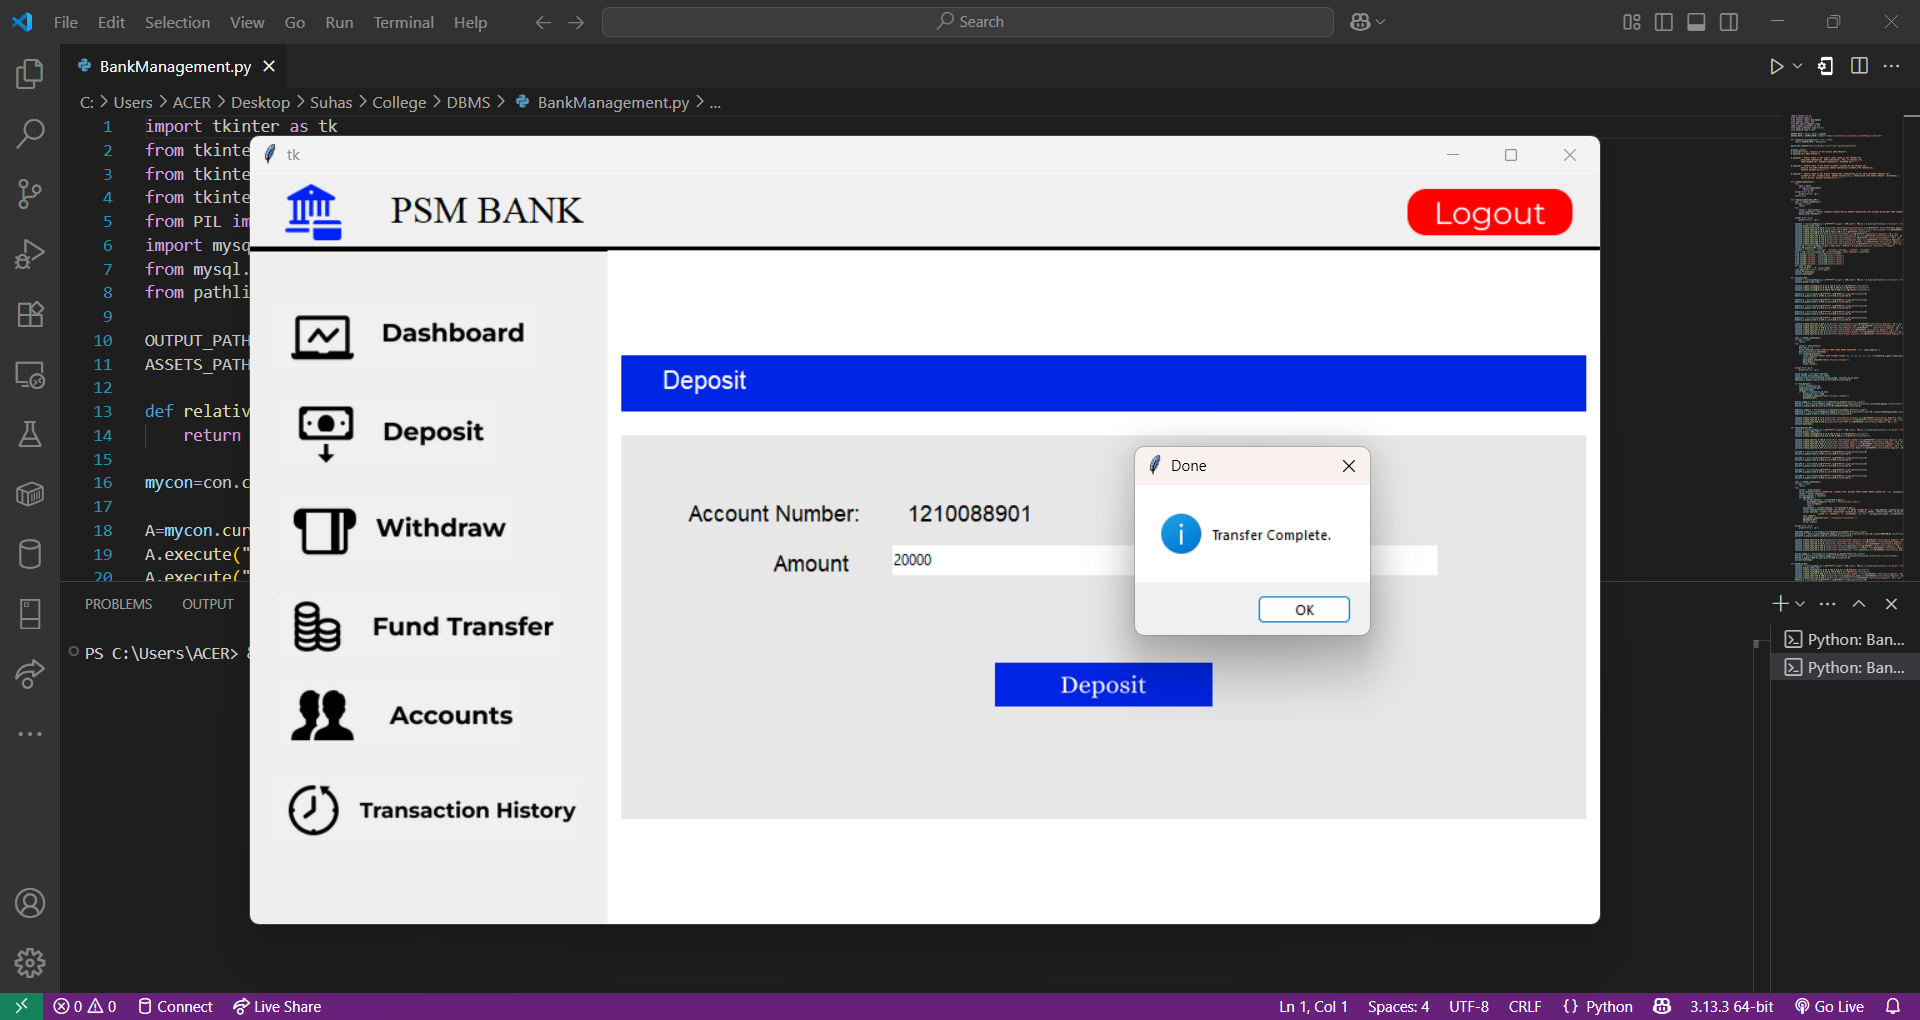 File Edit Selection View Go Run Terminal Help
Search
BankManagement.py
C: > Users > ACER > Desktop > Suhas > College > DBMS > BankManagement.py > ...
1 import tkinter as tk
2 from tkinte
3 from tkinte
4 from tkinte
5 from PIL im
6 import mysq
7 from mysql.
8 from pathli
9
10 OUTPUT_PATH
11 ASSETS_PATH
12
13 def relativ
14 return
15
16 mycon=con.c
17
18 A=mycon.cur
19 A.execute("
20 A.execute("
PROBLEMS OUTPUT
PS C:\Users\ACER>
Python: Ban...
Python: Ban...
tk
PSM BANK
Logout
Dashboard
Deposit
Withdraw
Fund Transfer
Accounts
Transaction History
Deposit
Account Number: 1210088901
Amount 20000
Deposit
Done
Transfer Complete.
OK
0 0 Connect Live Share
Ln 1, Col 1 Spaces: 4 UTF-8 CRLF {} Python 3.13.3 64-bit Go Live